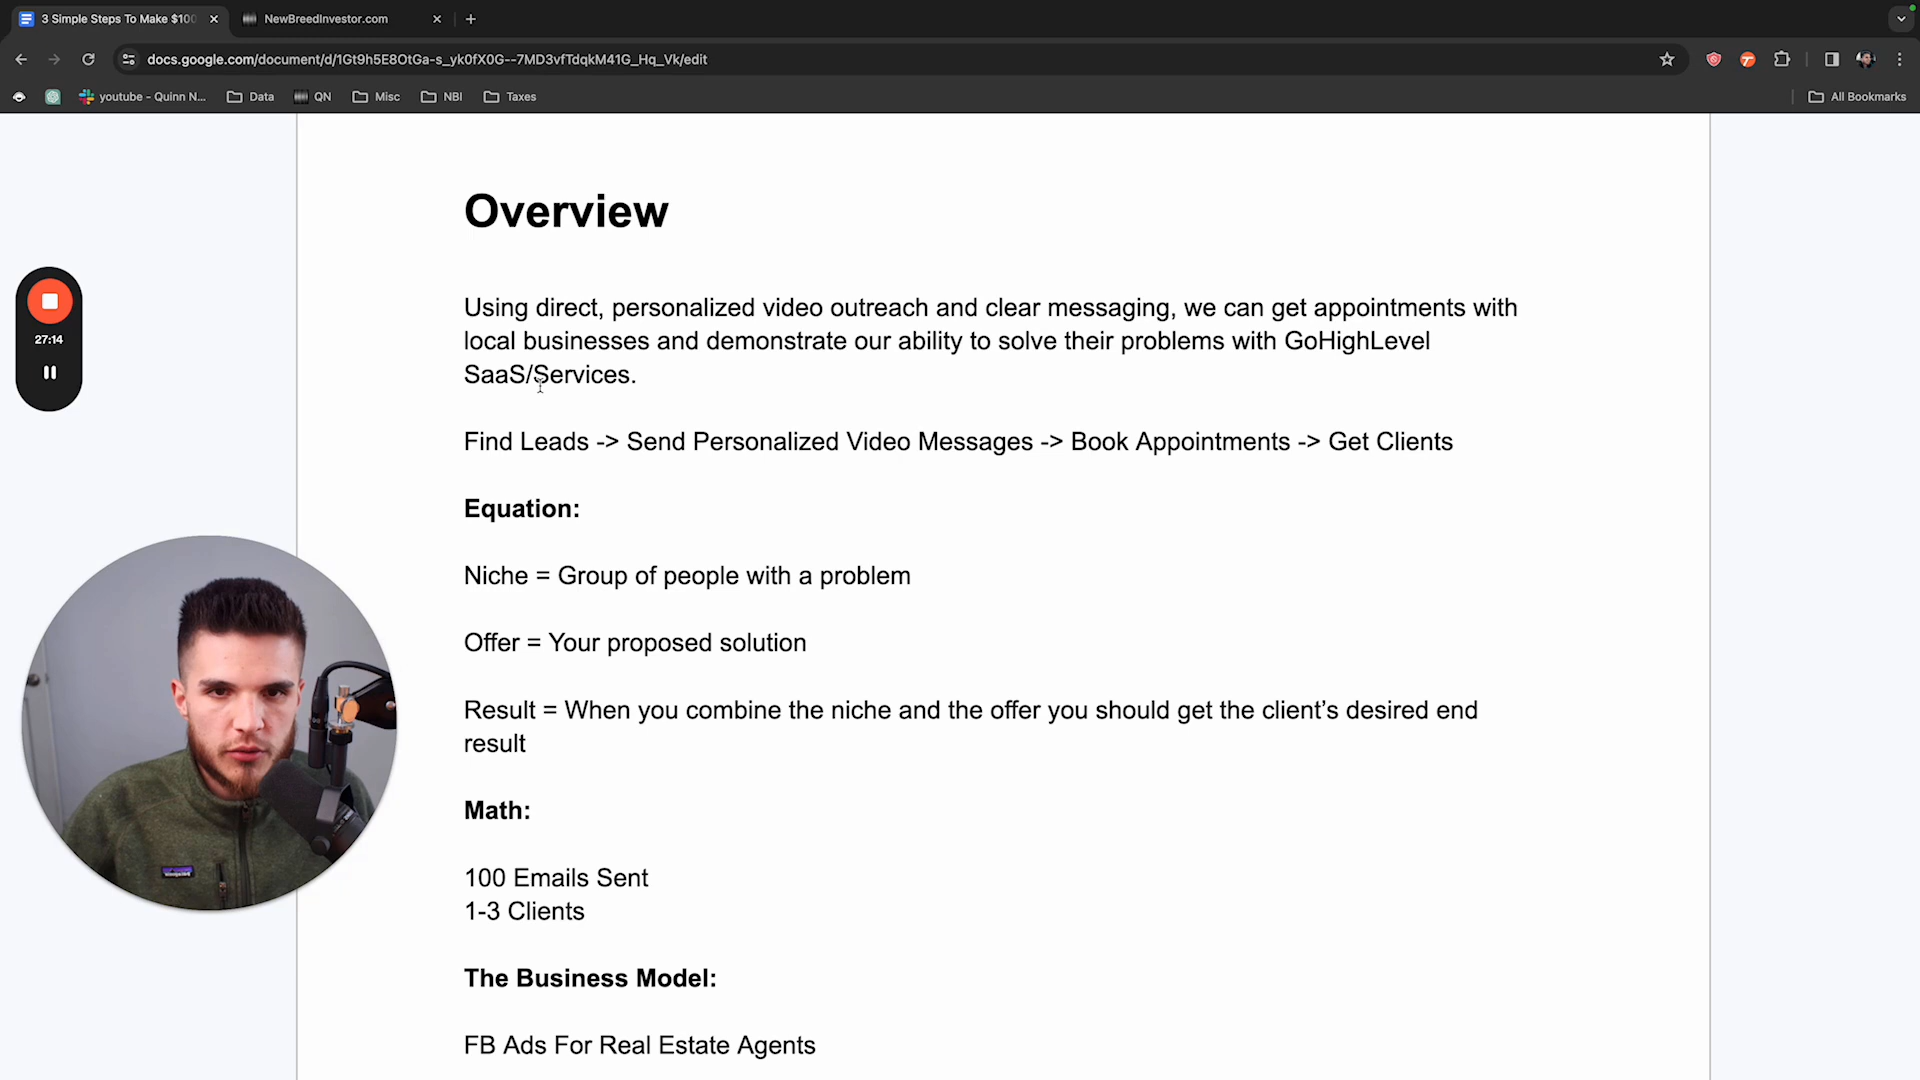 3 Simple Steps To Make $100
NewBreedInvestor.com
docs.google.com/document/d/1Gt9h5E8OtGa-s_yk0fX0G--7MD3vfTdqkM41G_Hq_Vk/edit
youtube - Quinn N...
Data
QN
Misc
NBI
Taxes
All Bookmarks
Overview
Using direct, personalized video outreach and clear messaging, we can get appointments with
local businesses and demonstrate our ability to solve their problems with GoHighLevel
SaaS/Services.
27:14
Find Leads -> Send Personalized Video Messages -> Book Appointments -> Get Clients
Equation:
Niche = Group of people with a problem
Offer = Your proposed solution
Result = When you combine the niche and the offer you should get the client’s desired end
result
Math:
100 Emails Sent
1-3 Clients
The Business Model:
FB Ads For Real Estate Agents